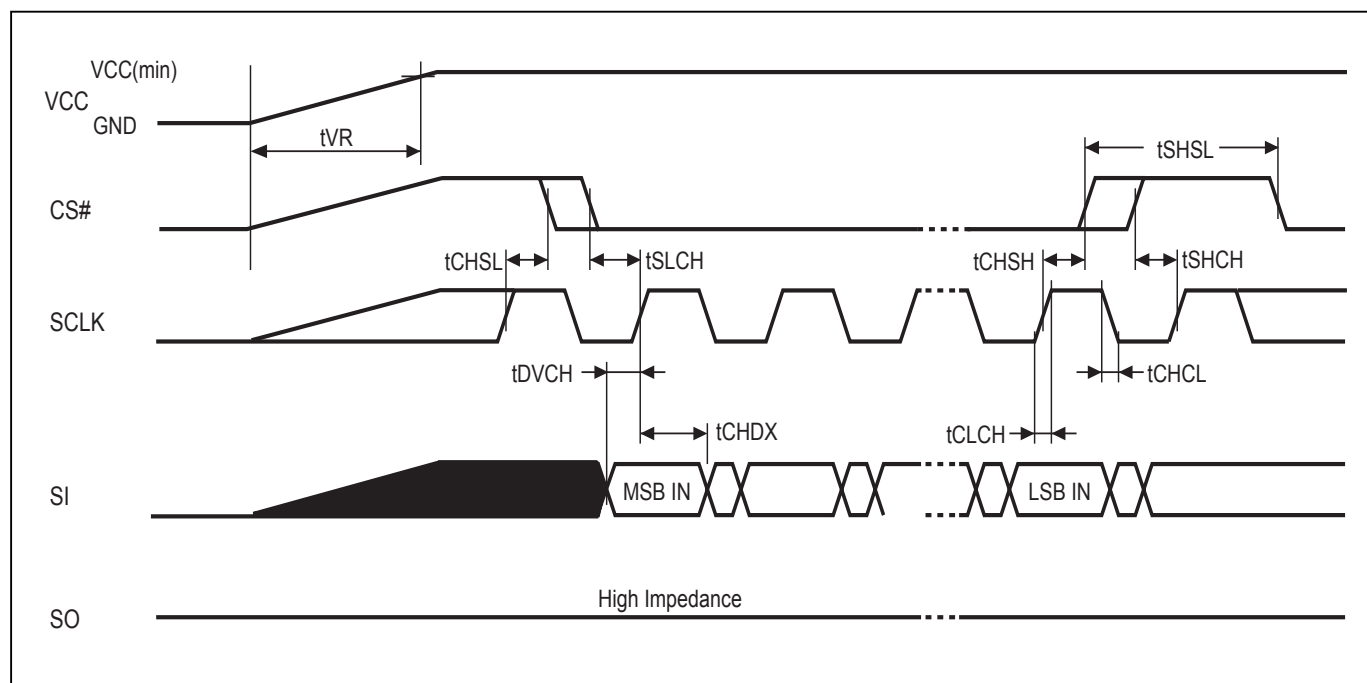 VCC(min)
VCC
GND
tVR
tSHSL
CS#
tCHSL
tSLCH
tCHSH
tSHCH
SCLK
tDVCH
tCHCL
tCHDX
tCLCH
SI
MSB IN
LSB IN
High Impedance
SO